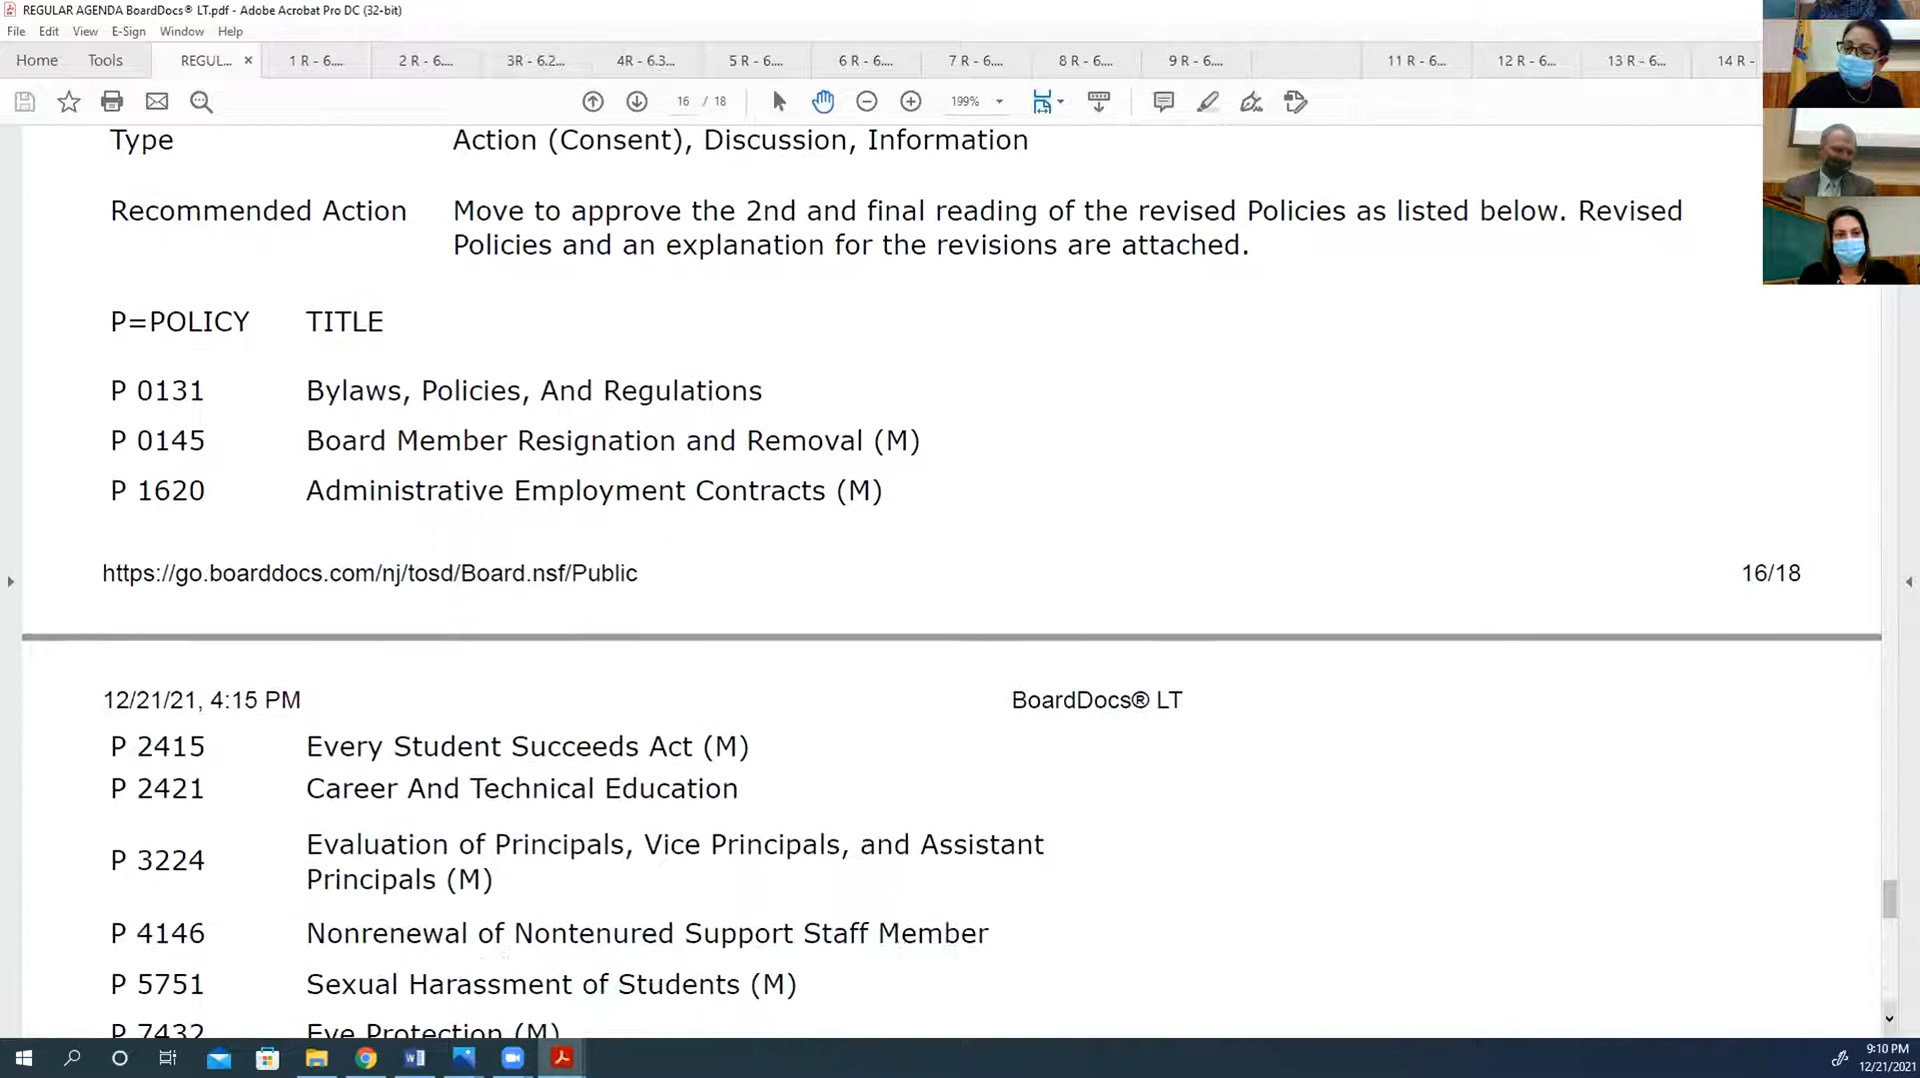 REGULAR AGENDA BoardDocs® LT.pdf - Adobe Acrobat Pro DC (32-bit)
File Edit View E-Sign Window Help
Home Tools REGUL... × 1 R - 6.... 2 R - 6.... 3R - 6.2... 4R - 6.3... 5 R - 6.... 6 R - 6.... 7 R - 6.... 8 R - 6.... 9 R - 6.... 11 R - 6... 12 R - 6... 13 R - 6... 14 R -
16 / 18 199%
Type Action (Consent), Discussion, Information
Recommended Action Move to approve the 2nd and final reading of the revised Policies as listed below. Revised
Policies and an explanation for the revisions are attached.
P=POLICY TITLE
P 0131 Bylaws, Policies, And Regulations
P 0145 Board Member Resignation and Removal (M)
P 1620 Administrative Employment Contracts (M)
https://go.boarddocs.com/nj/tosd/Board.nsf/Public 16/18
12/21/21, 4:15 PM BoardDocs® LT
P 2415 Every Student Succeeds Act (M)
P 2421 Career And Technical Education
P 3224 Evaluation of Principals, Vice Principals, and Assistant
Principals (M)
P 4146 Nonrenewal of Nontenured Support Staff Member
P 5751 Sexual Harassment of Students (M)
P 7432 Eye Protection (M)
9:10 PM
12/21/2021